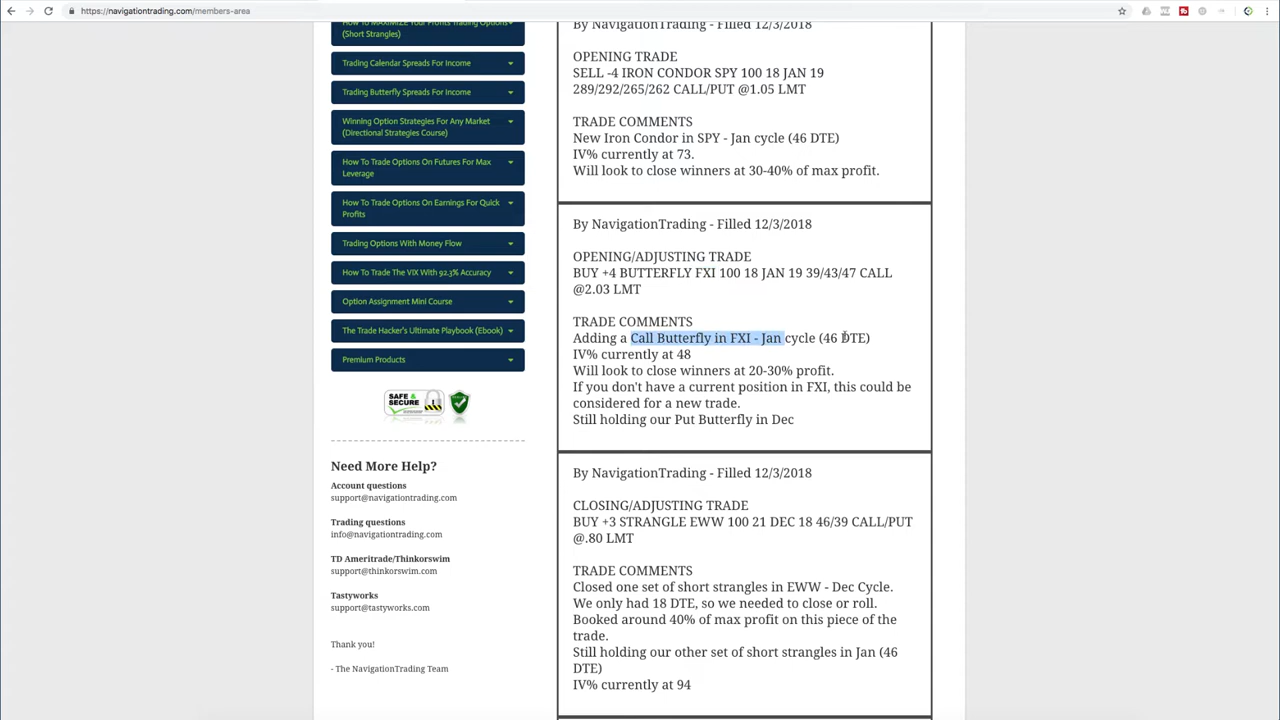 https://navigationtrading.com/members-area
How To MAXIMIZE Your Profits Trading Options
(Short Strangles)
Trading Calendar Spreads For Income
Trading Butterfly Spreads For Income
Winning Option Strategies For Any Market
(Directional Strategies Course)
How To Trade Options On Futures For Max
Leverage
How To Trade Options On Earnings For Quick
Profits
Trading Options With Money Flow
How To Trade The VIX With 92.3% Accuracy
Option Assignment Mini Course
The Trade Hacker's Ultimate Playbook (Ebook)
Premium Products
SAFE &
SECURE
Need More Help?
Account questions
support@navigationtrading.com
Trading questions
info@navigationtrading.com
TD Ameritrade/Thinkorswim
support@thinkorswim.com
Tastyworks
support@tastyworks.com
Thank you!
- The NavigationTrading Team
By NavigationTrading - Filled 12/3/2018
OPENING TRADE
SELL -4 IRON CONDOR SPY 100 18 JAN 19
289/292/265/262 CALL/PUT @1.05 LMT
TRADE COMMENTS
New Iron Condor in SPY - Jan cycle (46 DTE)
IV% currently at 73.
Will look to close winners at 30-40% of max profit.
By NavigationTrading - Filled 12/3/2018
OPENING/ADJUSTING TRADE
BUY +4 BUTTERFLY FXI 100 18 JAN 19 39/43/47 CALL
@2.03 LMT
TRADE COMMENTS
Adding a Call Butterfly in FXI - Jan cycle (46 DTE)
IV% currently at 48
Will look to close winners at 20-30% profit.
If you don't have a current position in FXI, this could be
considered for a new trade.
Still holding our Put Butterfly in Dec
By NavigationTrading - Filled 12/3/2018
CLOSING/ADJUSTING TRADE
BUY +3 STRANGLE EWW 100 21 DEC 18 46/39 CALL/PUT
@.80 LMT
TRADE COMMENTS
Closed one set of short strangles in EWW - Dec Cycle.
We only had 18 DTE, so we needed to close or roll.
Booked around 40% of max profit on this piece of the
trade.
Still holding our other set of short strangles in Jan (46
DTE)
IV% currently at 94